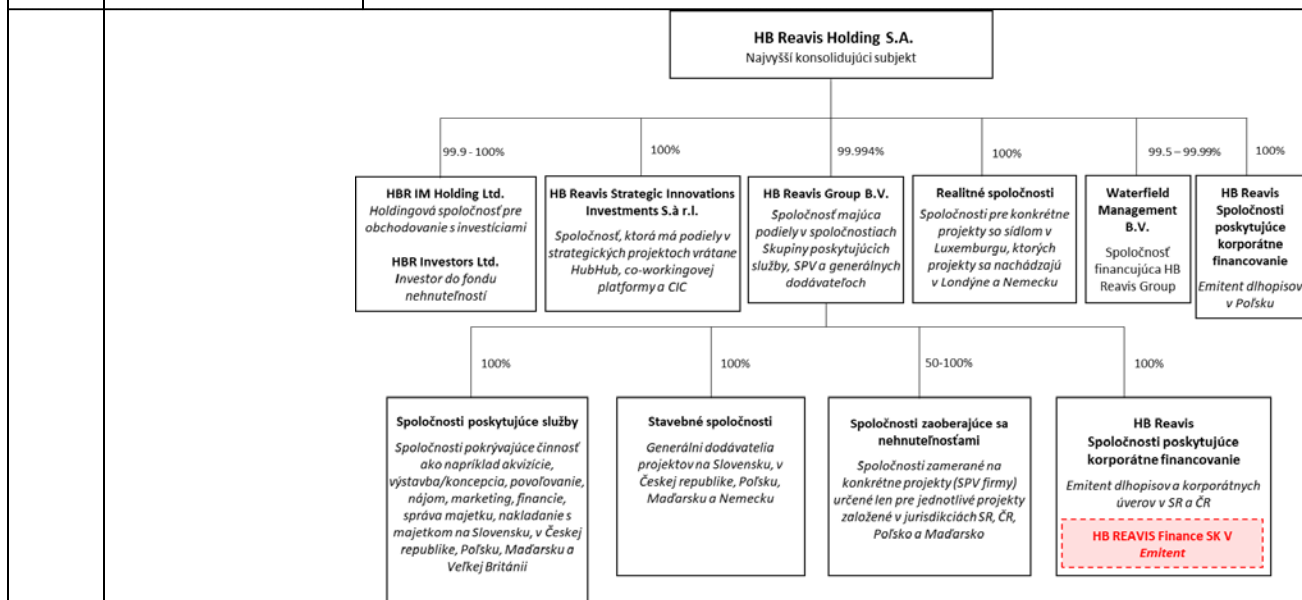 HB Reavis Holding S.A.
Najvyšší konsolidujúci subjekt
99.9 - 100%
100%
99.994%
100%
99.5 – 99.99%
100%
HBR IM Holding Ltd.
Holdingová spoločnosť pre
obchodovanie s investíciami
HBR Investors Ltd.
Investor do fondu
nehnuteľností
HB Reavis Strategic Innovations
Investments S.à r.l.
Spoločnosť, ktorá má podiely v
strategických projektoch vrátane
HubHub, co-workingovej
platformy a CIC
HB Reavis Group B.V.
Spoločnosť majúca
podiely v spoločnostiach
Skupiny poskytujúcich
služby, SPV a generálnych
dodávateľoch
Realitné spoločnosti
Spoločnosti pre konkrétne
projekty so sídlom v
Luxemburgu, ktorých
projekty sa nachádzajú
v Londýne a Nemecku
Waterfield
Management
B.V.
Spoločnosť
financujúca HB
Reavis Group
HB Reavis
Spoločnosti
poskytujúce
korporátne
financovanie
Emitent dlhopisov
v Poľsku
100%
100%
50-100%
100%
Spoločnosti poskytujúce služby
Spoločnosti pokrývajúce činnosť
ako napríklad akvizície,
výstavba/koncepcia, povoľovanie,
nájom, marketing, financie,
správa majetku, nakladanie s
majetkom na Slovensku, v Českej
republike, Poľsku, Maďarsku a
Veľkej Británii
Stavebné spoločnosti
Generálni dodávatelia
projektov na Slovensku, v
Českej republike, Poľsku,
Maďarsku a Nemecku
Spoločnosti zaoberajúce sa
nehnuteľnosťami
Spoločnosti zamerané na
konkrétne projekty (SPV firmy)
určené len pre jednotlivé projekty
založené v jurisdikciách SR, ČR,
Poľsko a Maďarsko
HB Reavis
Spoločnosti poskytujúce
korporátne financovanie
Emitent dlhopisov a korporátnych
úverov v SR a ČR
HB REAVIS Finance SK V
Emitent